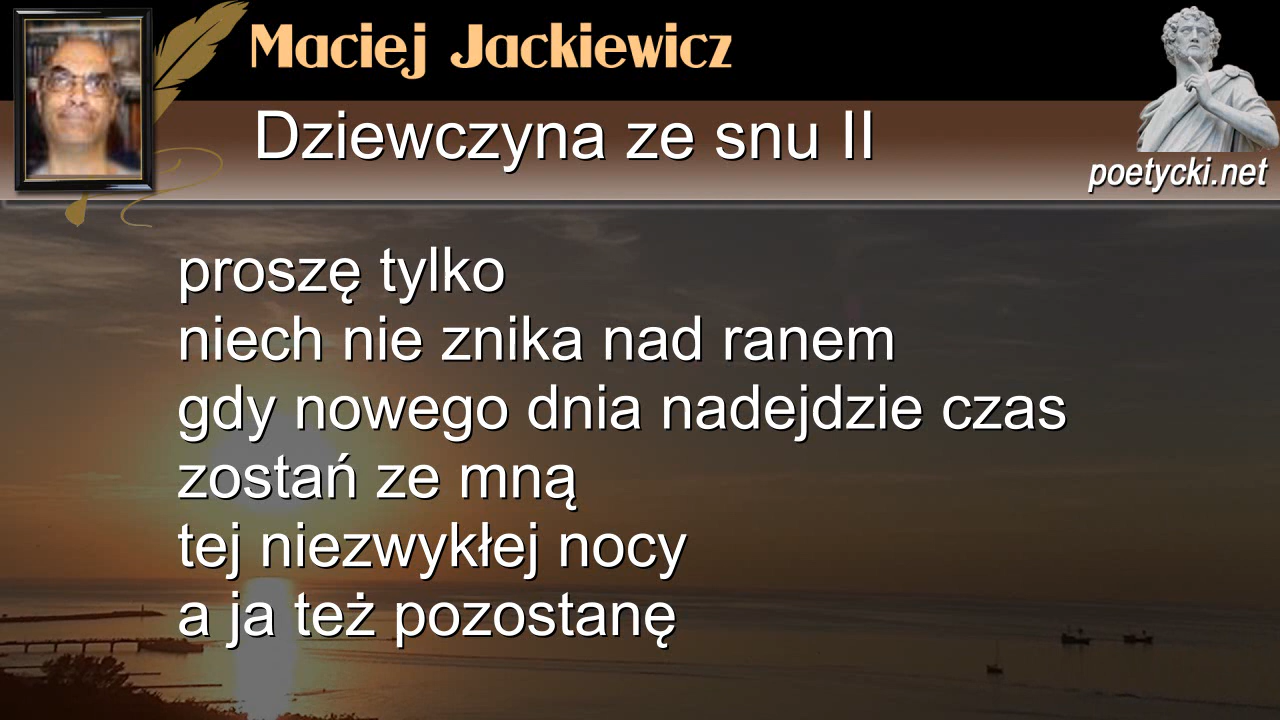 Maciej Jackiewicz
Dziewczyna ze snu II
poetycki.net
proszę tylko
niech nie znika nad ranem
gdy nowego dnia nadejdzie czas
zostań ze mną
tej niezwykłej nocy
a ja też pozostanę